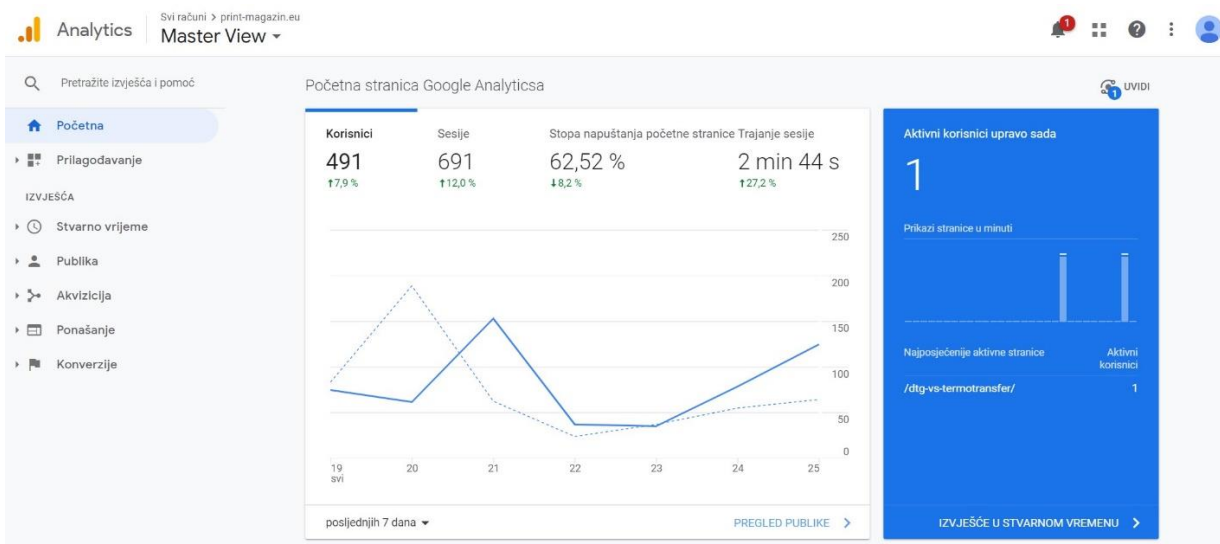 Analytics
Svi računi > print-magazin.eu
Master View
1
Pretražite izvješća i pomoć
Početna
Prilagođavanje
IZVJEŠĆA
Stvarno vrijeme
Publika
Akvizicija
Ponašanje
Konverzije
Početna stranica Google Analyticsa
1 UVIDI
Korisnici Sesije Stopa napuštanja početne stranice Trajanje sesije
491 691 62,52 % 2 min 44 s
↑7,9 % ↑12,0 % ↓8,2 % ↑27,2 %
250
200
150
100
50
0
19 20 21 22 23 24 25
svi
posljednjih 7 dana PREGLED PUBLIKE >
Aktivni korisnici upravo sada
1
Prikazi stranice u minuti
Najposjećenije aktivne stranice Aktivni
korisnici
/dtg-vs-termotransfer/ 1
IZVJEŠĆE U STVARNOM VREMENU >